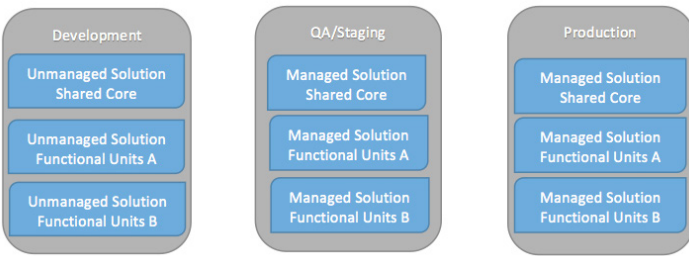 Development
Unmanaged Solution
Shared Core
Unmanaged Solution
Functional Units A
Unmanaged Solution
Functional Units B
QA/Staging
Managed Solution
Shared Core
Managed Solution
Functional Units A
Managed Solution
Functional Units B
Production
Managed Solution
Shared Core
Managed Solution
Functional Units A
Managed Solution
Functional Units B